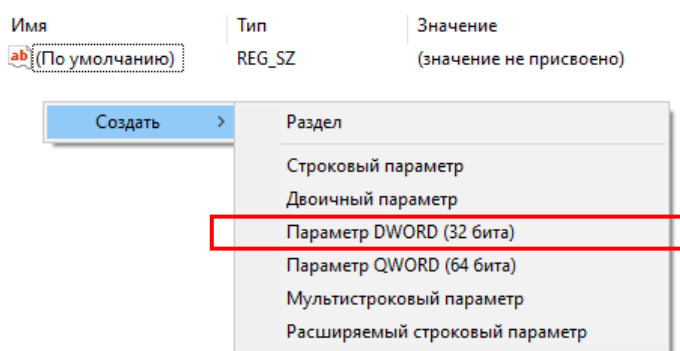 Имя Тип Значение
ab (По умолчанию) REG_SZ (значение не присвоено)
Создать > Раздел
Строковый параметр
Двоичный параметр
Параметр DWORD (32 бита)
Параметр QWORD (64 бита)
Мультистроковый параметр
Расширяемый строковый параметр